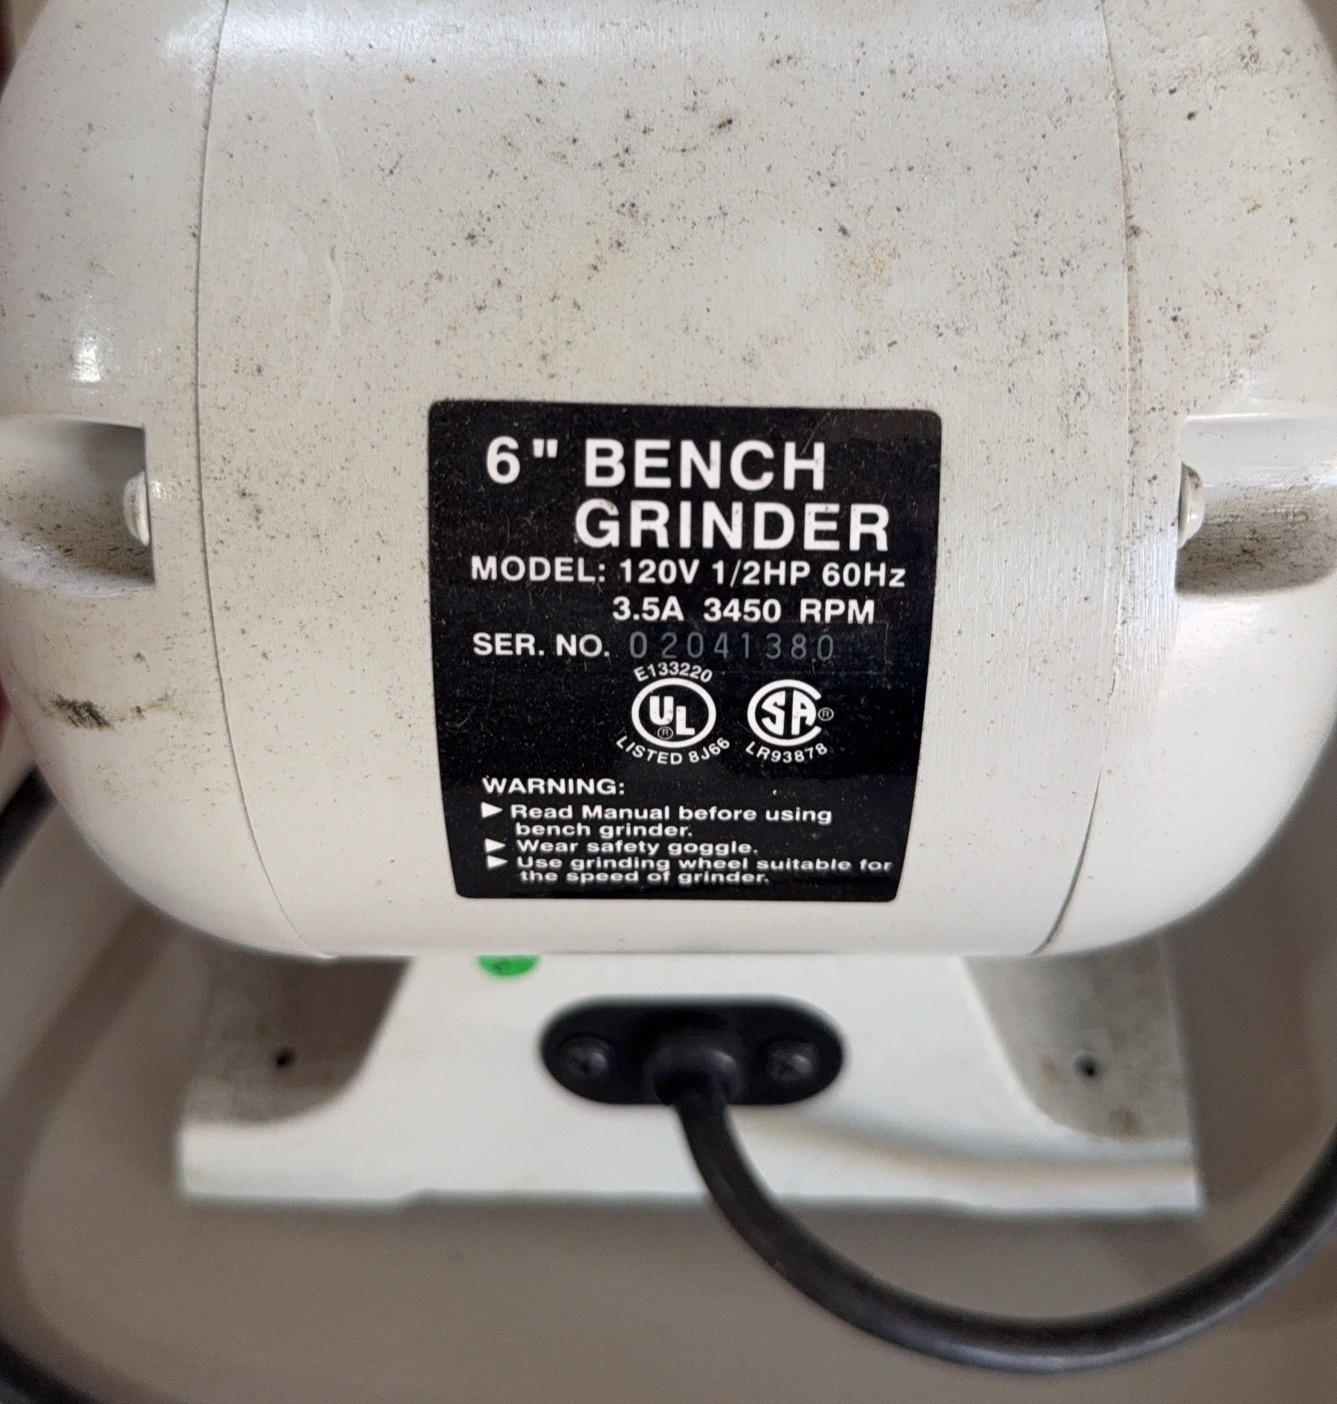 6" BENCH
GRINDER
MODEL: 120V 1/2HP 60Hz
3.5A 3450 RPM
SER. NO. 02041380
E133220
UL ®
LISTED 8J66
SA ®
LR93878
WARNING:
▶ Read Manual before using
bench grinder.
▶ Wear safety goggle.
▶ Use grinding wheel suitable for
the speed of grinder.